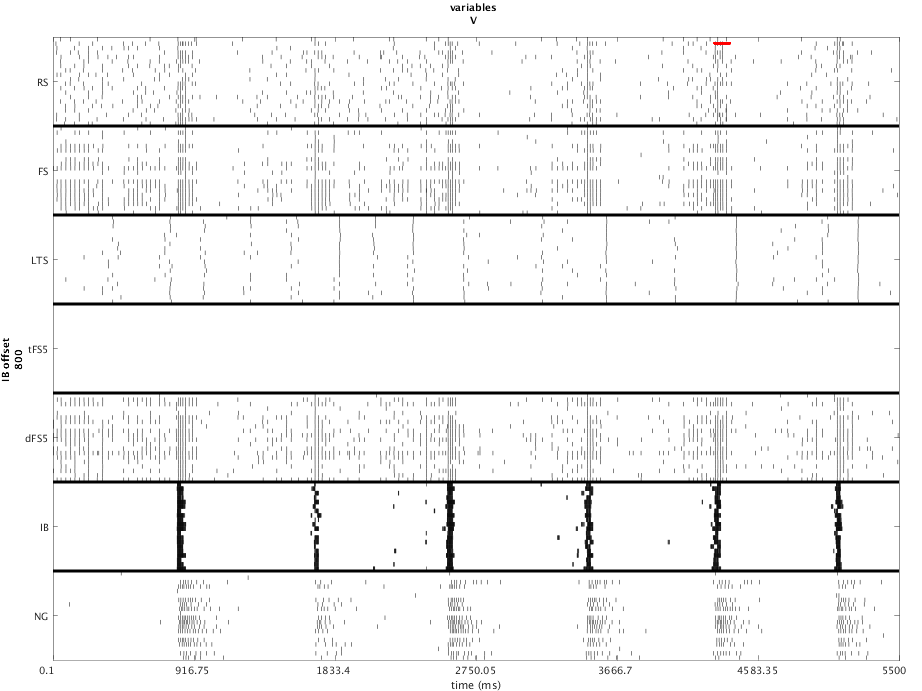 variables
V
RS
FS
LTS
tFS5
IB offset
800
dFS5
IB
NG
0.1 916.75 1833.4 2750.05 3666.7 4583.35 5500
time (ms)